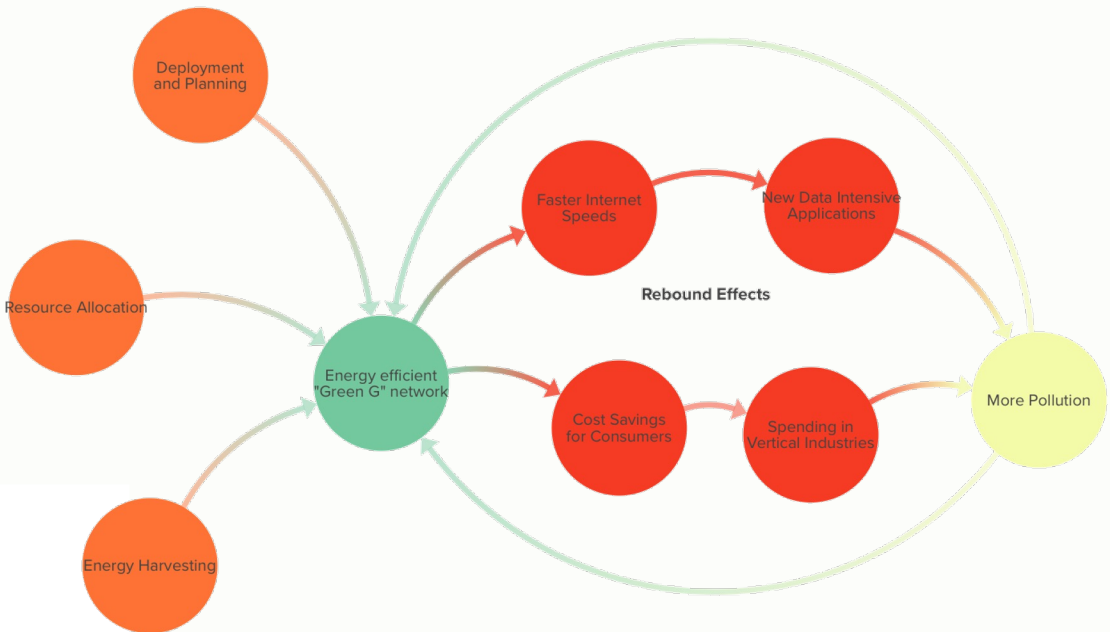 Deployment
and Planning
Faster Internet
Speeds
New Data Intensive
Applications
Rebound Effects
Resource Allocation
Energy efficient
"Green G" network
More Pollution
Cost Savings
for Consumers
Spending in
Vertical Industries
Energy Harvesting